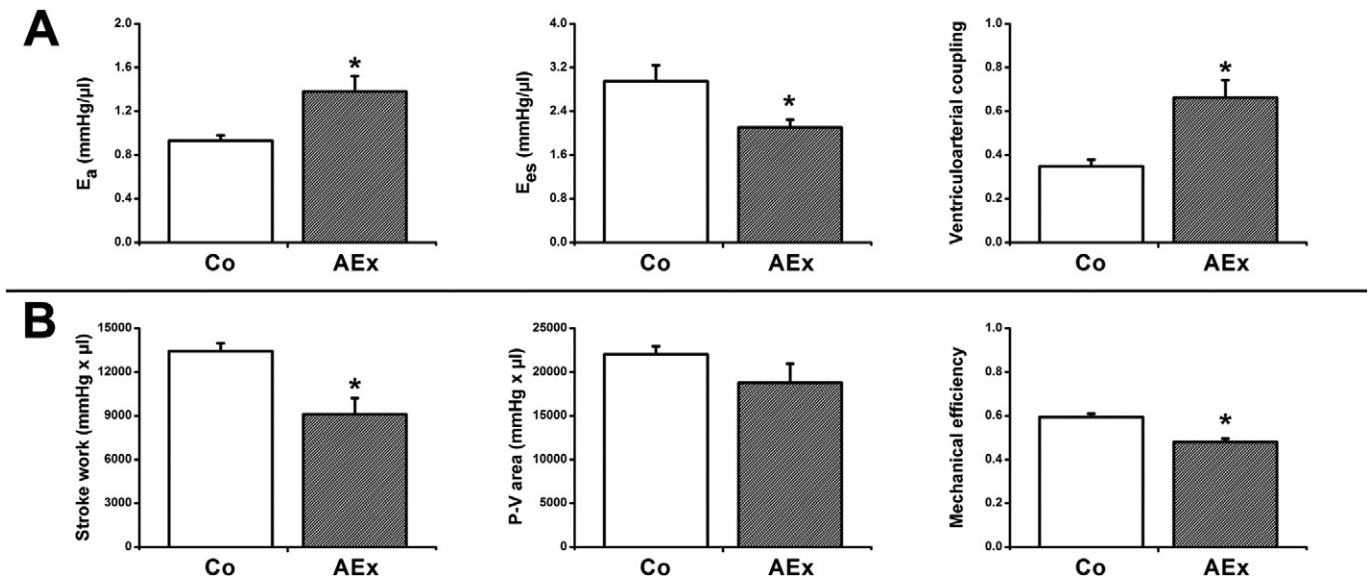 A
E_a (mmHg/µl)
2.0
1.6
1.2
0.8
0.4
0.0
*
Co
AEx
E_es (mmHg/µl)
4.0
3.2
2.4
1.6
0.8
0.0
*
Co
AEx
Ventriculoarterial coupling
1.0
0.8
0.6
0.4
0.2
0.0
*
Co
AEx
B
Stroke work (mmHg x µl)
15000
12000
9000
6000
3000
0
*
Co
AEx
P-V area (mmHg x µl)
25000
20000
15000
10000
5000
0
Co
AEx
Mechanical efficiency
1.0
0.8
0.6
0.4
0.2
0.0
*
Co
AEx